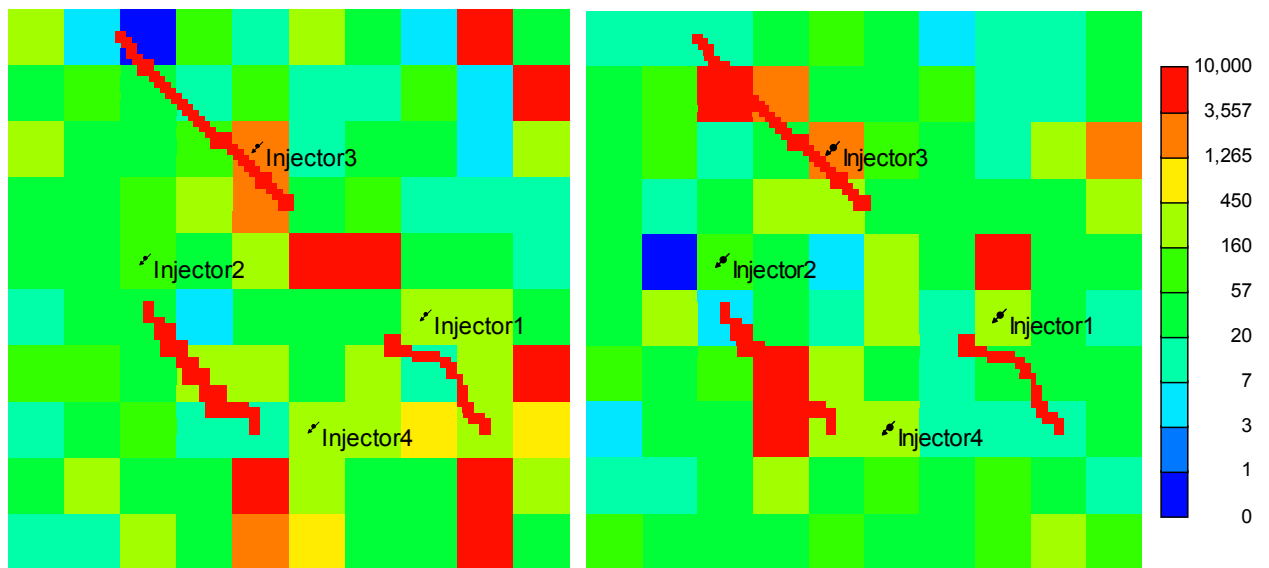 Injector3
Injector2
Injector1
Injector4
Injector3
Injector2
Injector1
Injector4
10,000
3,557
1,265
450
160
57
20
7
3
1
0